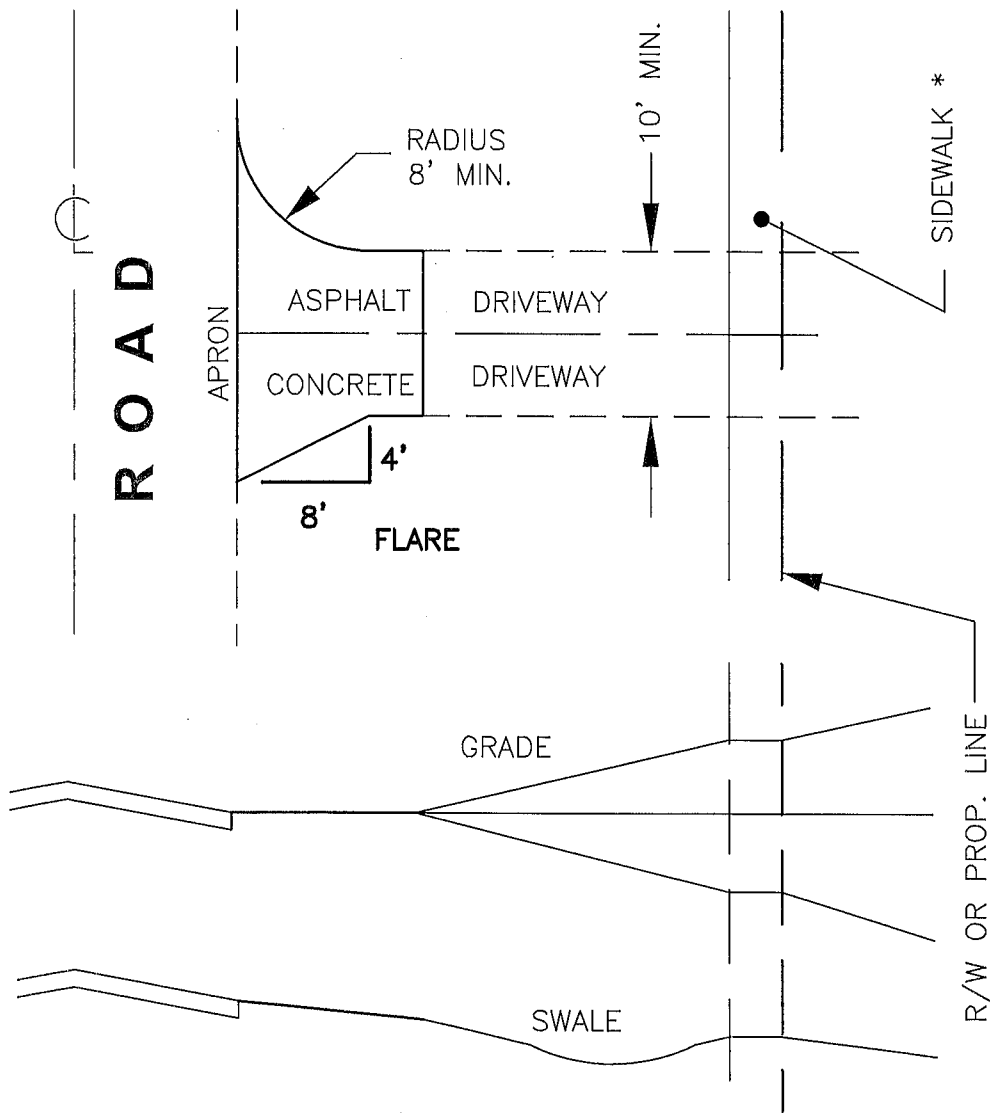 RADIUS
8' MIN.
10' MIN.
SIDEWALK *
ROAD
APRON
ASPHALT
DRIVEWAY
CONCRETE
DRIVEWAY
4'
8'
FLARE
GRADE
R/W OR PROP. LINE
SWALE